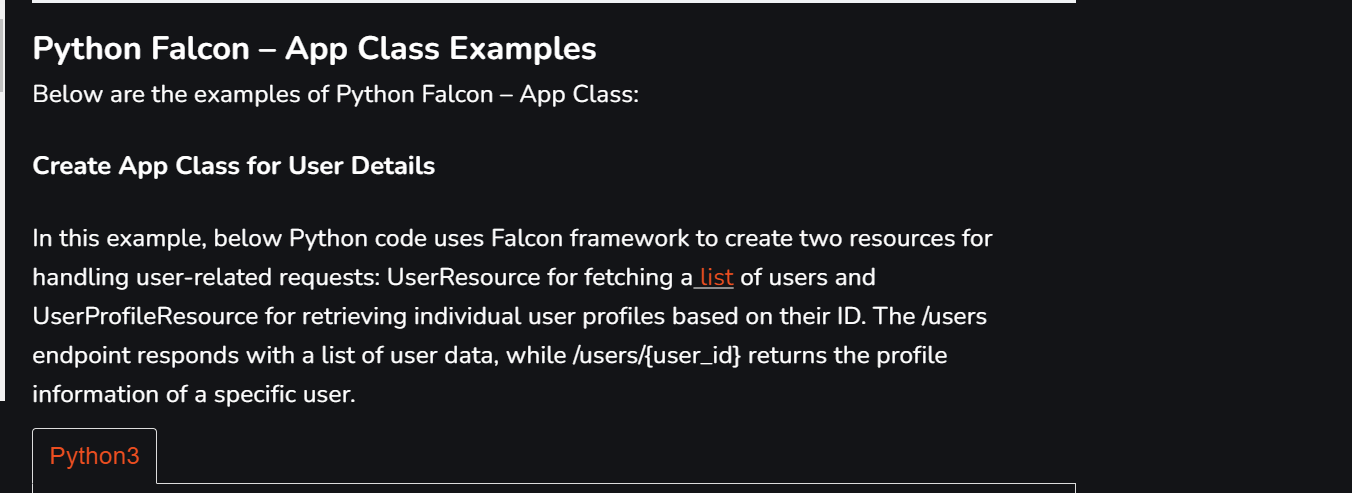 Python Falcon – App Class Examples
Below are the examples of Python Falcon – App Class:
Create App Class for User Details
In this example, below Python code uses Falcon framework to create two resources for
handling user-related requests: UserResource for fetching a list of users and
UserProfileResource for retrieving individual user profiles based on their ID. The /users
endpoint responds with a list of user data, while /users/{user_id} returns the profile
information of a specific user.
Python3